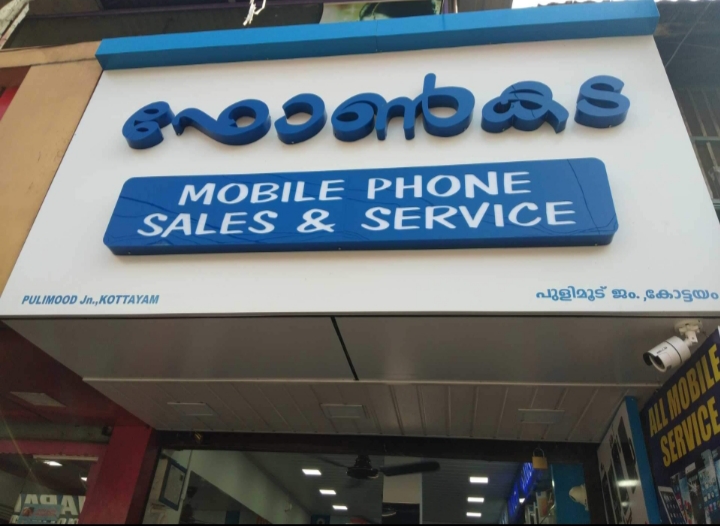 ഫോൺകട
MOBILE PHONE
SALES & SERVICE
PULIMOOD Jn.,KOTTAYAM
പുളിമൂട് ജം.,കോട്ടയം
ALL MOBILE
SERVICE